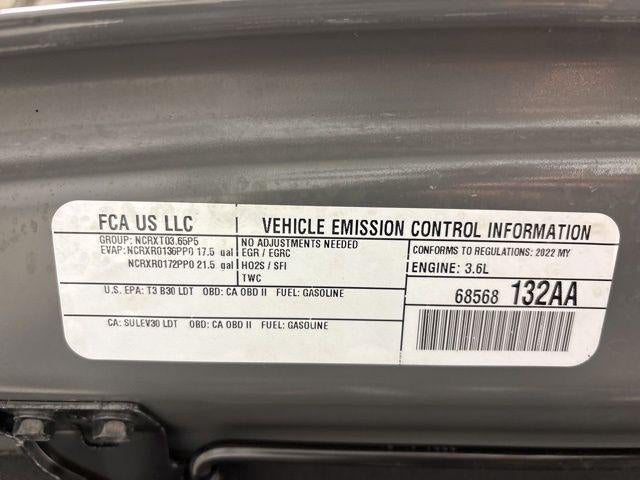 FCA US LLC
VEHICLE EMISSION CONTROL INFORMATION
GROUP: NCRXT03.65P5
EVAP: NCRXR0136PP0 17.5 gal
NCRXR0172PP0 21.5 gal
NO ADJUSTMENTS NEEDED
EGR / EGRC
HO2S / SFI
TWC
CONFORMS TO REGULATIONS: 2022 MY
ENGINE: 3.6L
U.S. EPA: T3 B30 LDT OBD: CA OBD II FUEL: GASOLINE
CA: SULEV30 LDT OBD: CA OBD II FUEL: GASOLINE
68568 132AA